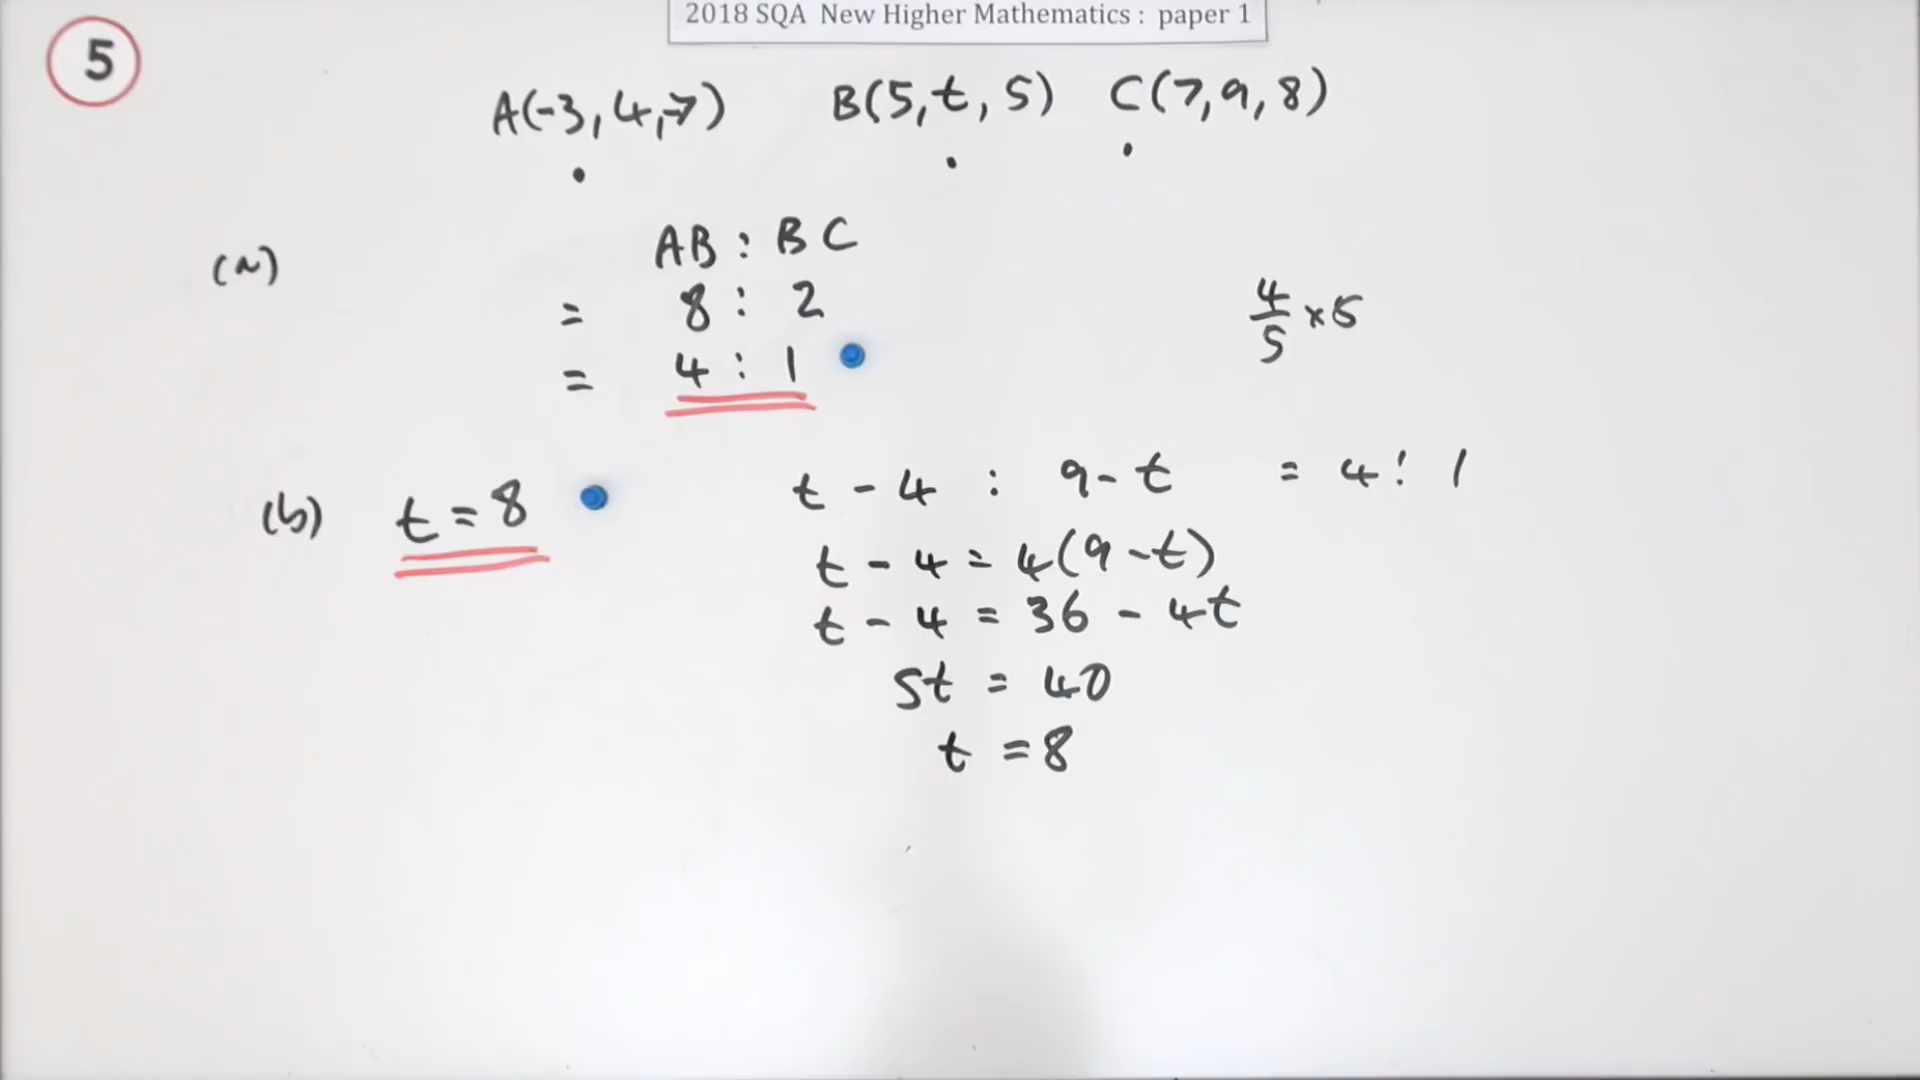 2018 SQA New Higher Mathematics : paper 1
5
A(-3, 4, -7) B(5, t, 5) C(7, 9, 8)
(a) AB : BC
= 8 : 2
= 4 : 1
4/5 × 5
(b) t = 8
t - 4 : 9 - t = 4 : 1
t - 4 = 4(9 - t)
t - 4 = 36 - 4t
5t = 40
t = 8